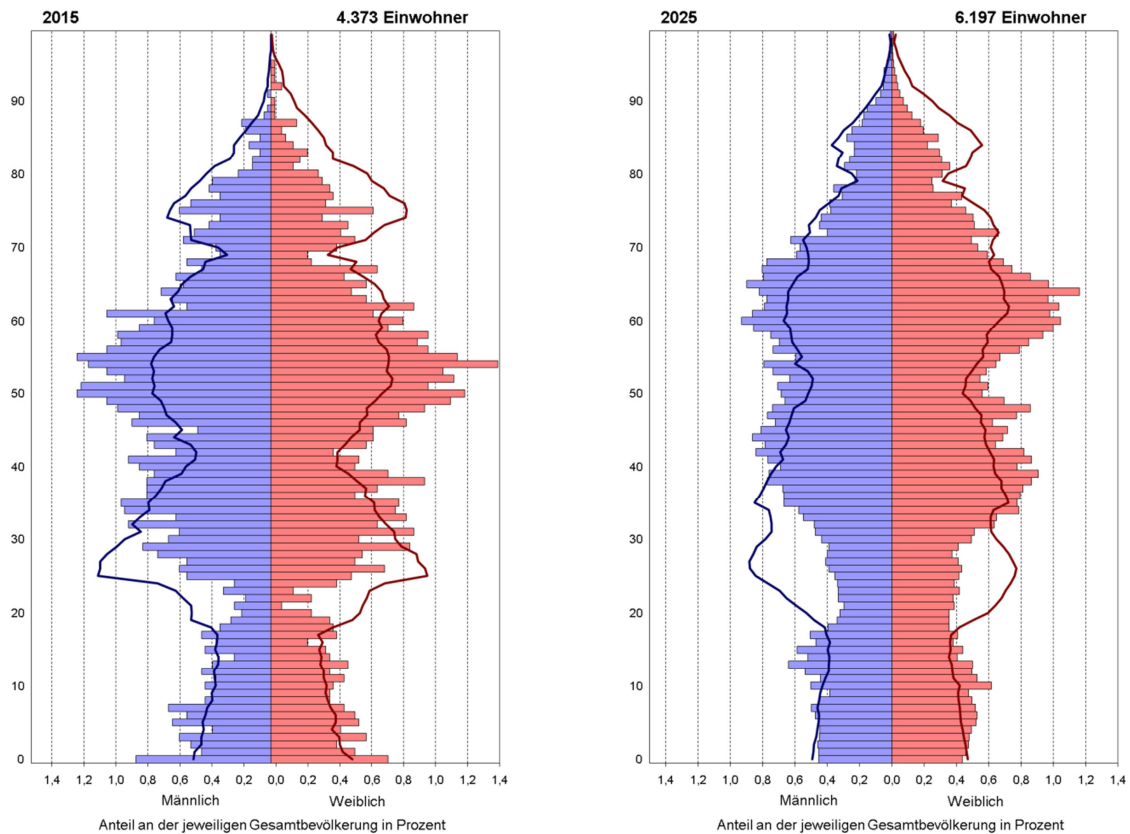 2015 4.373 Einwohner
90
80
70
60
50
40
30
20
10
0
1,4 1,2 1,0 0,8 0,6 0,4 0,2 0,0 0,2 0,4 0,6 0,8 1,0 1,2 1,4
Männlich Weiblich
Anteil an der jeweiligen Gesamtbevölkerung in Prozent
2025 6.197 Einwohner
90
80
70
60
50
40
30
20
10
0
1,4 1,2 1,0 0,8 0,6 0,4 0,2 0,0 0,2 0,4 0,6 0,8 1,0 1,2 1,4
Männlich Weiblich
Anteil an der jeweiligen Gesamtbevölkerung in Prozent